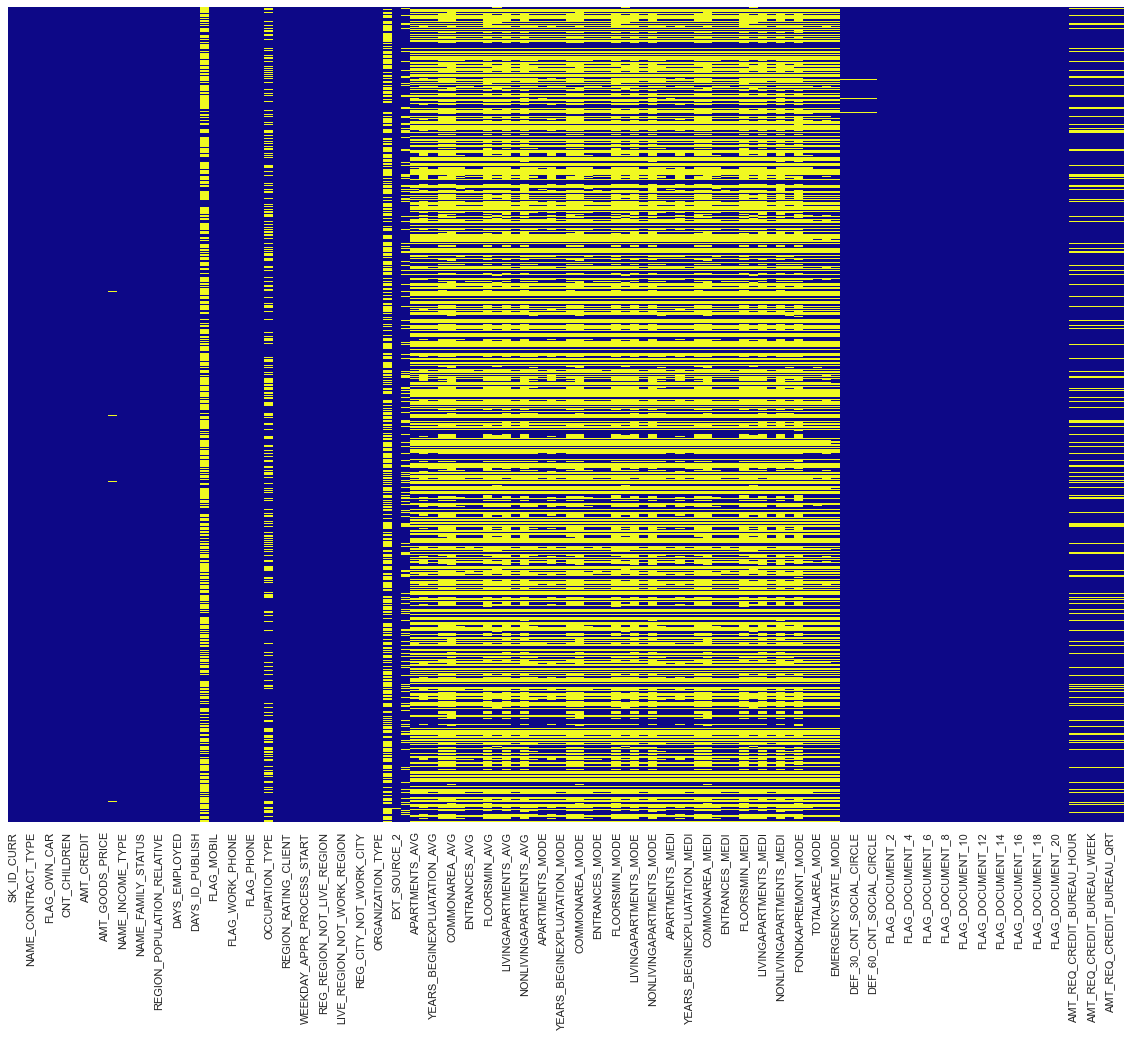 SK_ID_CURR
NAME_CONTRACT_TYPE
FLAG_OWN_CAR
CNT_CHILDREN
AMT_CREDIT
AMT_GOODS_PRICE
NAME_INCOME_TYPE
NAME_FAMILY_STATUS
REGION_POPULATION_RELATIVE
DAYS_EMPLOYED
DAYS_ID_PUBLISH
FLAG_MOBIL
FLAG_WORK_PHONE
FLAG_PHONE
OCCUPATION_TYPE
REGION_RATING_CLIENT
WEEKDAY_APPR_PROCESS_START
REG_REGION_NOT_LIVE_REGION
LIVE_REGION_NOT_WORK_REGION
REG_CITY_NOT_WORK_CITY
ORGANIZATION_TYPE
EXT_SOURCE_2
APARTMENTS_AVG
YEARS_BEGINEXPLUATATION_AVG
COMMONAREA_AVG
ENTRANCES_AVG
FLOORSMIN_AVG
LIVINGAPARTMENTS_AVG
NONLIVINGAPARTMENTS_AVG
APARTMENTS_MODE
YEARS_BEGINEXPLUATATION_MODE
COMMONAREA_MODE
ENTRANCES_MODE
FLOORSMIN_MODE
LIVINGAPARTMENTS_MODE
NONLIVINGAPARTMENTS_MODE
APARTMENTS_MEDI
YEARS_BEGINEXPLUATATION_MEDI
COMMONAREA_MEDI
ENTRANCES_MEDI
FLOORSMIN_MEDI
LIVINGAPARTMENTS_MEDI
NONLIVINGAPARTMENTS_MEDI
FONDKAPREMONT_MODE
TOTALAREA_MODE
EMERGENCYSTATE_MODE
DEF_30_CNT_SOCIAL_CIRCLE
DEF_60_CNT_SOCIAL_CIRCLE
FLAG_DOCUMENT_2
FLAG_DOCUMENT_4
FLAG_DOCUMENT_6
FLAG_DOCUMENT_8
FLAG_DOCUMENT_10
FLAG_DOCUMENT_12
FLAG_DOCUMENT_14
FLAG_DOCUMENT_16
FLAG_DOCUMENT_18
FLAG_DOCUMENT_20
AMT_REQ_CREDIT_BUREAU_HOUR
AMT_REQ_CREDIT_BUREAU_WEEK
AMT_REQ_CREDIT_BUREAU_QRT